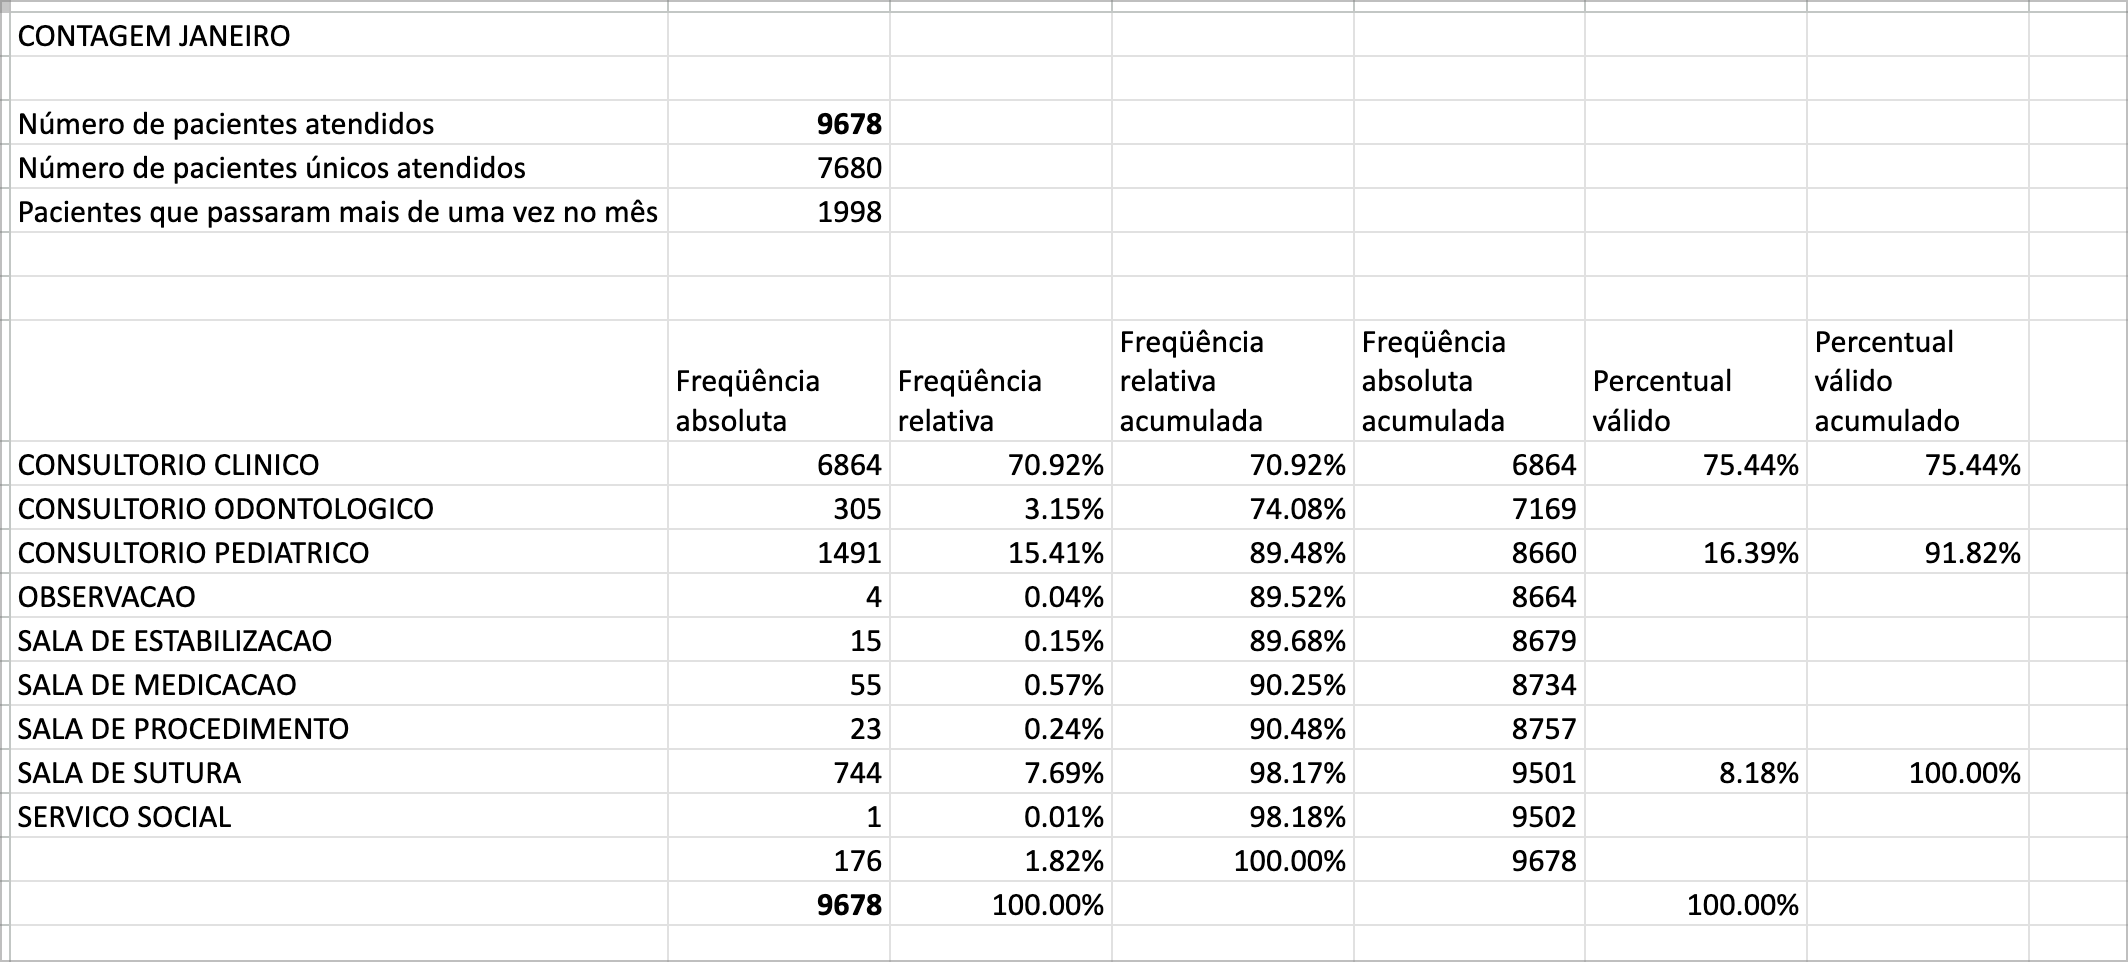 CONTAGEM JANEIRO
Número de pacientes atendidos 9678
Número de pacientes únicos atendidos 7680
Pacientes que passaram mais de uma vez no mês 1998
Freqüência absoluta Freqüência relativa Freqüência relativa acumulada Freqüência absoluta acumulada Percentual válido Percentual válido acumulado
CONSULTORIO CLINICO 6864 70.92% 70.92% 6864 75.44% 75.44%
CONSULTORIO ODONTOLOGICO 305 3.15% 74.08% 7169
CONSULTORIO PEDIATRICO 1491 15.41% 89.48% 8660 16.39% 91.82%
OBSERVACAO 4 0.04% 89.52% 8664
SALA DE ESTABILIZACAO 15 0.15% 89.68% 8679
SALA DE MEDICACAO 55 0.57% 90.25% 8734
SALA DE PROCEDIMENTO 23 0.24% 90.48% 8757
SALA DE SUTURA 744 7.69% 98.17% 9501 8.18% 100.00%
SERVICO SOCIAL 1 0.01% 98.18% 9502
176 1.82% 100.00% 9678
9678 100.00% 100.00%